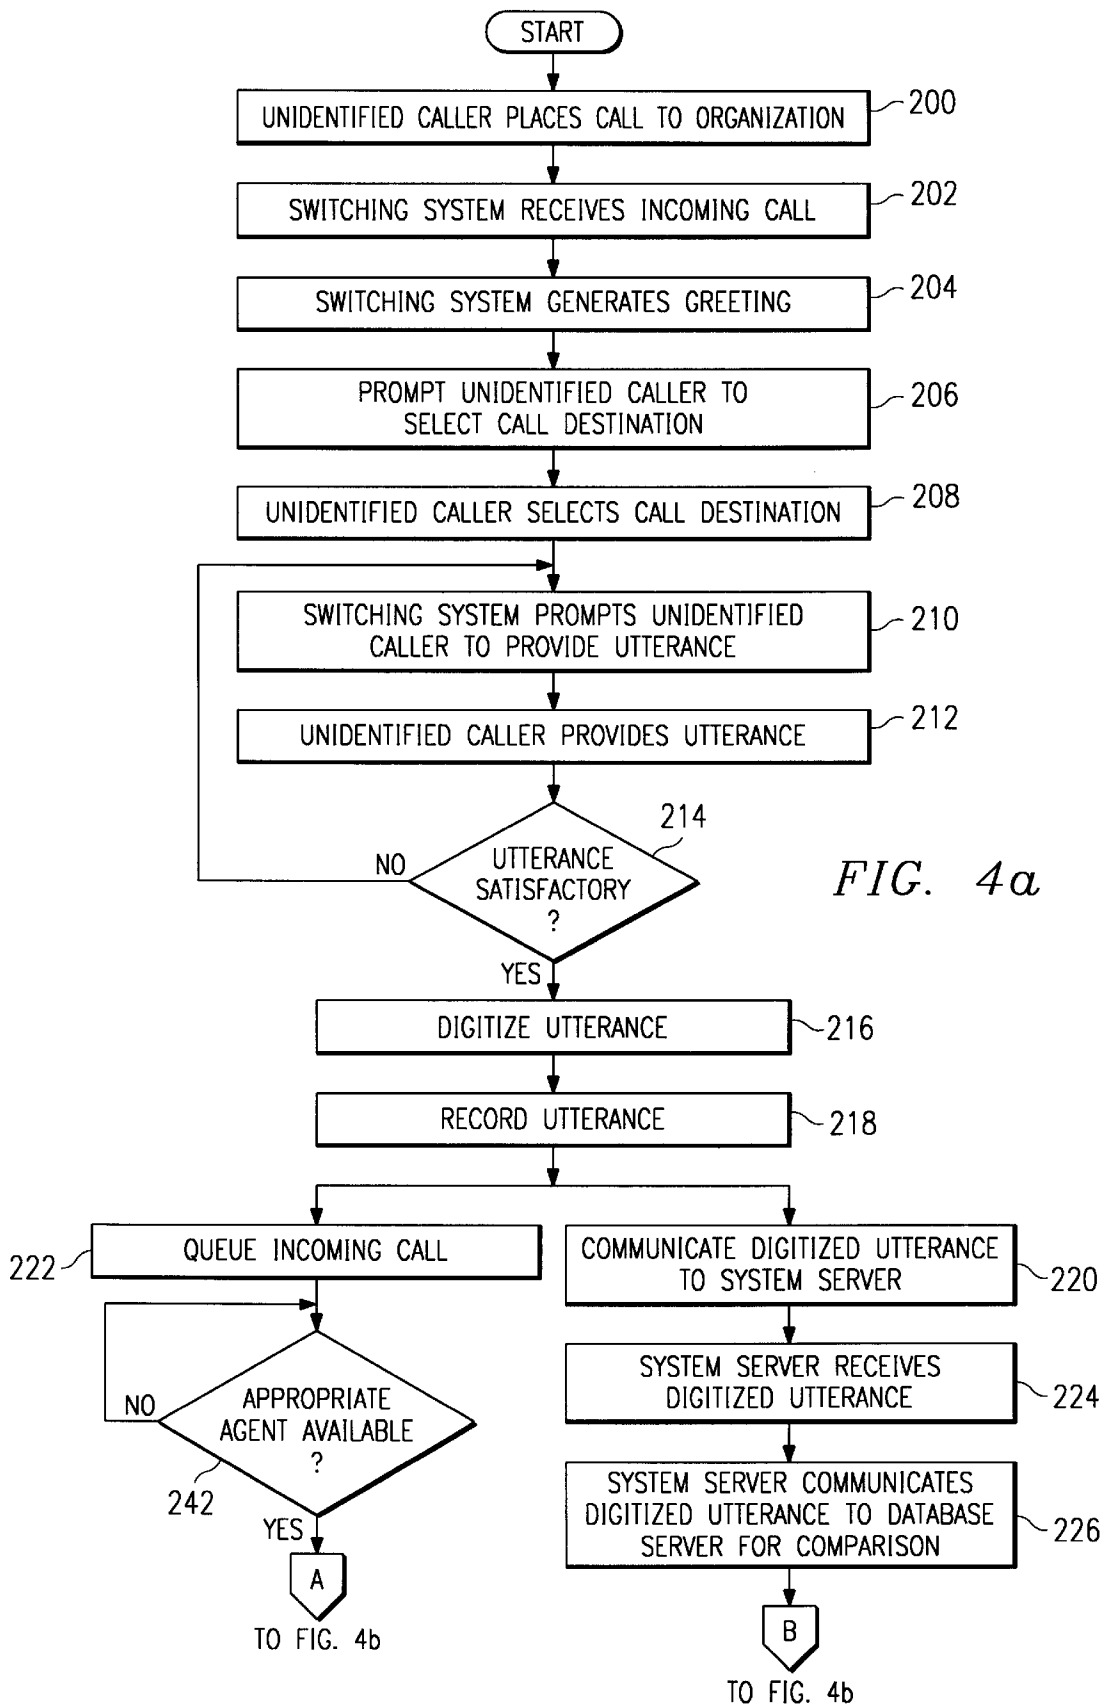 START
UNIDENTIFIED CALLER PLACES CALL TO ORGANIZATION
200
SWITCHING SYSTEM RECEIVES INCOMING CALL
202
SWITCHING SYSTEM GENERATES GREETING
204
PROMPT UNIDENTIFIED CALLER TO
SELECT CALL DESTINATION
206
UNIDENTIFIED CALLER SELECTS CALL DESTINATION
208
SWITCHING SYSTEM PROMPTS UNIDENTIFIED
CALLER TO PROVIDE UTTERANCE
210
UNIDENTIFIED CALLER PROVIDES UTTERANCE
212
214
NO
UTTERANCE
SATISFACTORY
?
FIG. 4a
YES
DIGITIZE UTTERANCE
216
RECORD UTTERANCE
218
QUEUE INCOMING CALL
222
NO
APPROPRIATE
AGENT AVAILABLE
?
242
YES
A
TO FIG. 4b
COMMUNICATE DIGITIZED UTTERANCE
TO SYSTEM SERVER
220
SYSTEM SERVER RECEIVES
DIGITIZED UTTERANCE
224
SYSTEM SERVER COMMUNICATES
DIGITIZED UTTERANCE TO DATABASE
SERVER FOR COMPARISON
226
B
TO FIG. 4b